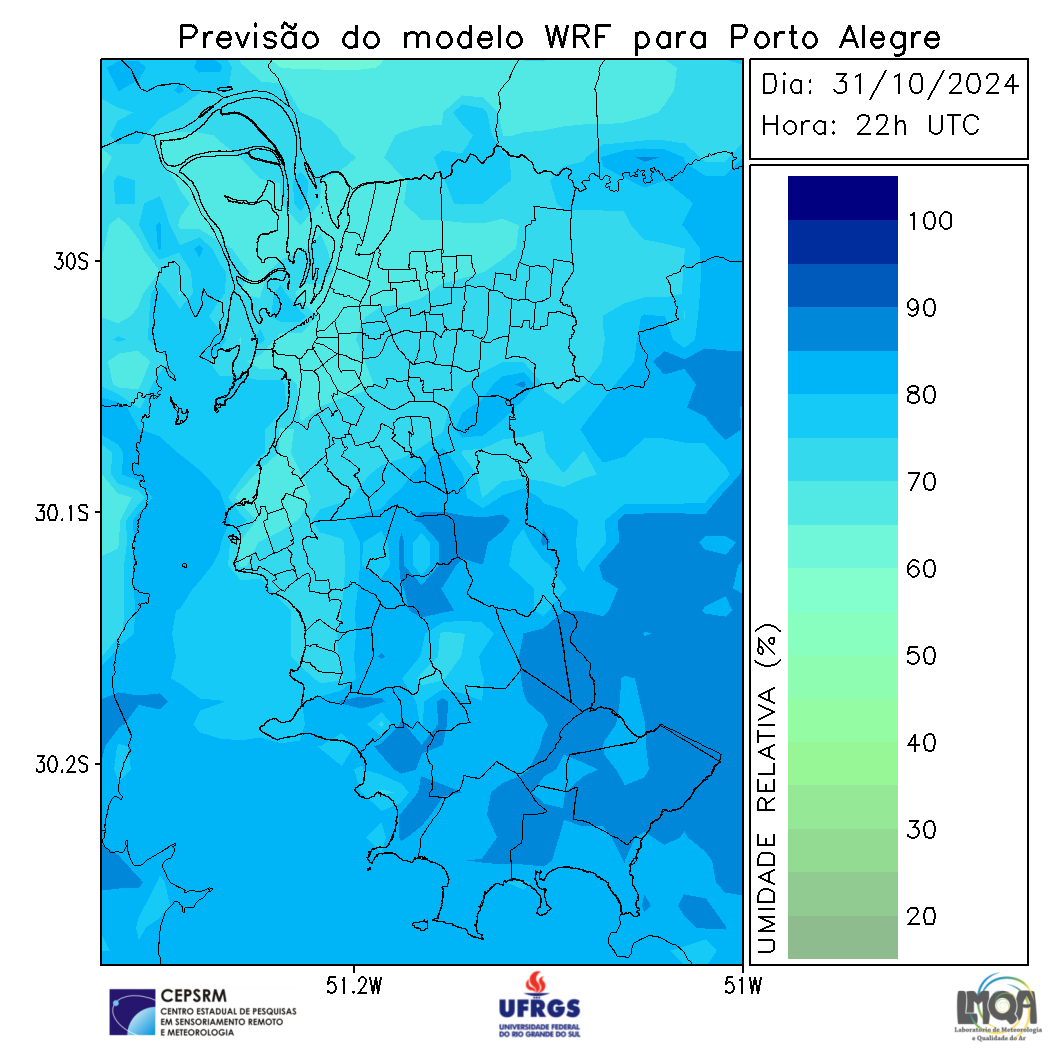 Previsão do modelo WRF para Porto Alegre
Dia: 31/10/2024
Hora: 22h UTC
30S
30.1S
30.2S
51.2W
51W
UMIDADE RELATIVA (%)
100
90
80
70
60
50
40
30
20
CEPSRM
CENTRO ESTADUAL DE PESQUISAS
EM SENSORIAMENTO REMOTO
E METEOROLOGIA
UFRGS
UNIVERSIDADE FEDERAL
DO RIO GRANDE DO SUL
LMQA
Laboratório de Meteorologia
e Qualidade do Ar